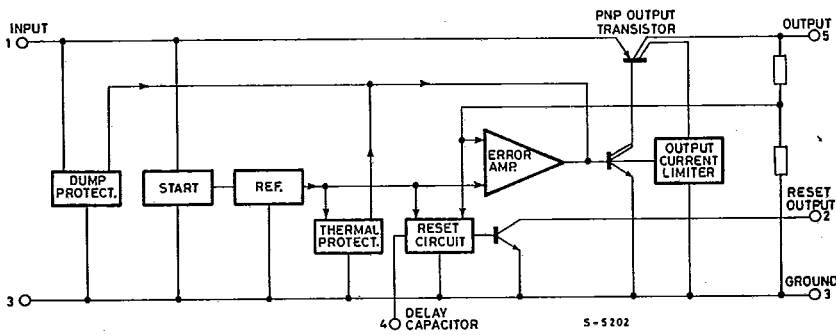 PNP OUTPUT
TRANSISTOR
INPUT
1
OUTPUT
5
DUMP
PROTECT.
START
REF.
ERROR
AMP.
OUTPUT
CURRENT
LIMITER
THERMAL
PROTECT.
RESET
CIRCUIT
RESET
OUTPUT
2
3
GROUND
3
4
DELAY
CAPACITOR
S-5202